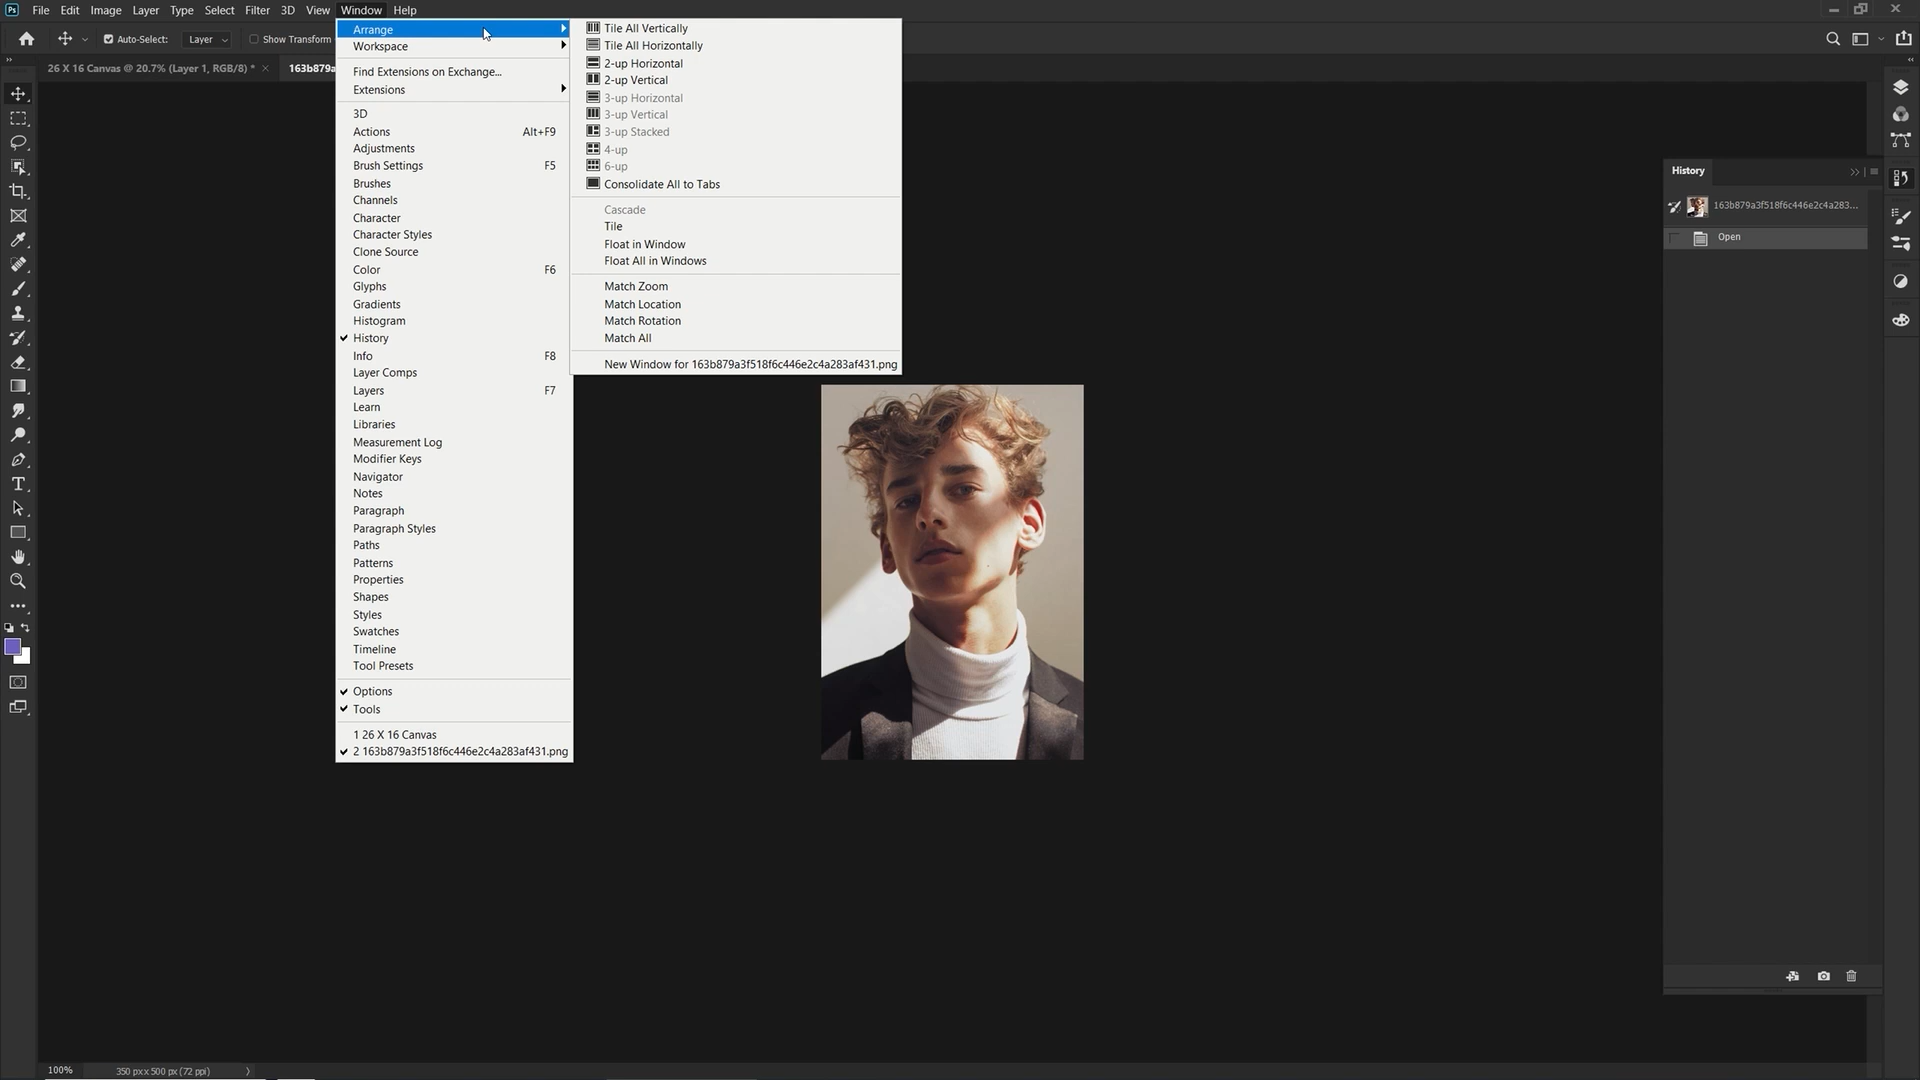 Ps File Edit Image Layer Type Select Filter 3D View Window Help
Auto-Select: Layer Show Transform
26 X 16 Canvas @ 20.7% (Layer 1, RGB/8) * × 163b879a
Arrange
Workspace
Find Extensions on Exchange...
Extensions
3D
Actions Alt+F9
Adjustments
Brush Settings F5
Brushes
Channels
Character
Character Styles
Clone Source
Color F6
Glyphs
Gradients
Histogram
History
Info F8
Layer Comps
Layers F7
Learn
Libraries
Measurement Log
Modifier Keys
Navigator
Notes
Paragraph
Paragraph Styles
Paths
Patterns
Properties
Shapes
Styles
Swatches
Timeline
Tool Presets
Options
Tools
1 26 X 16 Canvas
2 163b879a3f518f6c446e2c4a283af431.png
Tile All Vertically
Tile All Horizontally
2-up Horizontal
2-up Vertical
3-up Horizontal
3-up Vertical
3-up Stacked
4-up
6-up
Consolidate All to Tabs
Cascade
Tile
Float in Window
Float All in Windows
Match Zoom
Match Location
Match Rotation
Match All
New Window for 163b879a3f518f6c446e2c4a283af431.png
History
163b879a3f518f6c446e2c4a283...
Open
100% 350 px x 500 px (72 ppi)